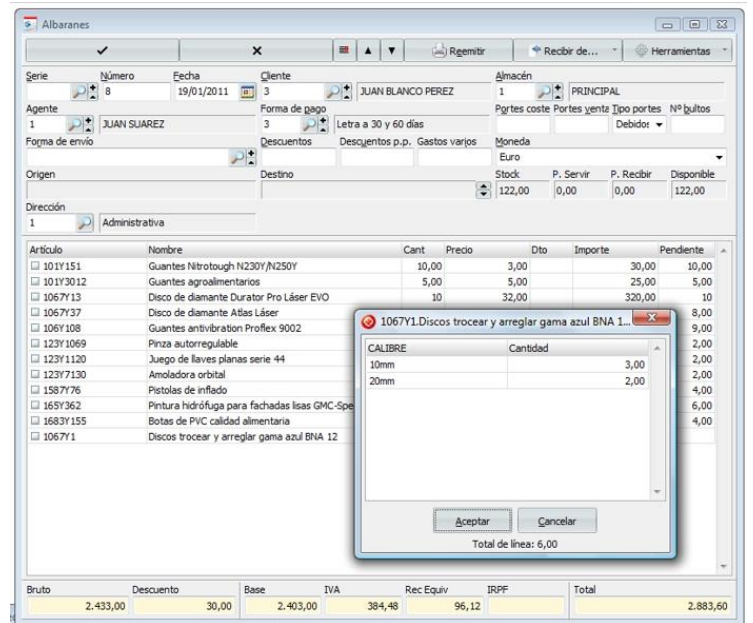 Albaranes
Reemitir Recibir de... Herramientas
Serie Número Fecha Cliente Almacén
8 19/01/2011 3 JUAN BLANCO PEREZ 1 PRINCIPAL
Agente Forma de pago Portes coste Portes venta Tipo portes Nº bultos
1 JUAN SUAREZ 3 Letra a 30 y 60 días Debidos
Forma de envío Descuentos Descuentos p.p. Gastos varios Moneda
Euro
Origen Destino Stock P. Servir P. Recibir Disponible
122,00 0,00 0,00 122,00
Dirección
1 Administrativa
Artículo Nombre Cant Precio Dto Importe Pendiente
101Y151 Guantes Nitrotough N230Y/N250Y 10,00 3,00 30,00 10,00
101Y3012 Guantes agroalimentarios 5,00 5,00 25,00 5,00
1067Y13 Disco de diamante Durator Pro Láser EVO 10 32,00 320,00 10
1067Y37 Disco de diamante Atlas Láser 8,00
106Y108 Guantes antivibration Proflex 9002 9,00
123Y1069 Pinza autorregulable 2,00
123Y1120 Juego de llaves planas serie 44 2,00
123Y7130 Amoladora orbital 2,00
1587Y76 Pistolas de inflado 4,00
165Y362 Pintura hidrófuga para fachadas lisas GMC-Spe 6,00
1683Y155 Botas de PVC calidad alimentaria 4,00
1067Y1 Discos trocear y arreglar gama azul BNA 12
1067Y1.Discos trocear y arreglar gama azul BNA 1...
CALIBRE Cantidad
10mm 3,00
20mm 2,00
Aceptar Cancelar
Total de línea: 6,00
Bruto Descuento Base IVA Rec Equiv IRPF Total
2.433,00 30,00 2.403,00 384,48 96,12 2.883,60